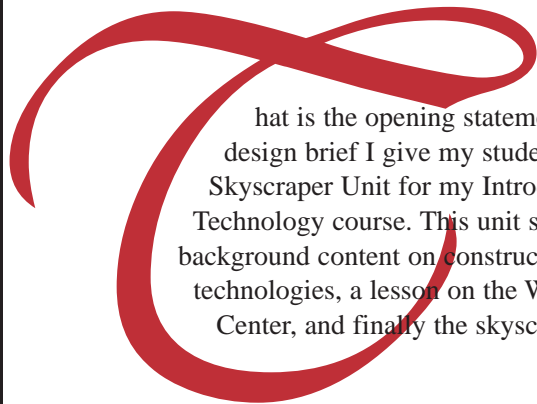 That is the opening statem
design brief I give my stude
Skyscraper Unit for my Intro
Technology course. This unit s
background content on construc
technologies, a lesson on the W
Center, and finally the skysc